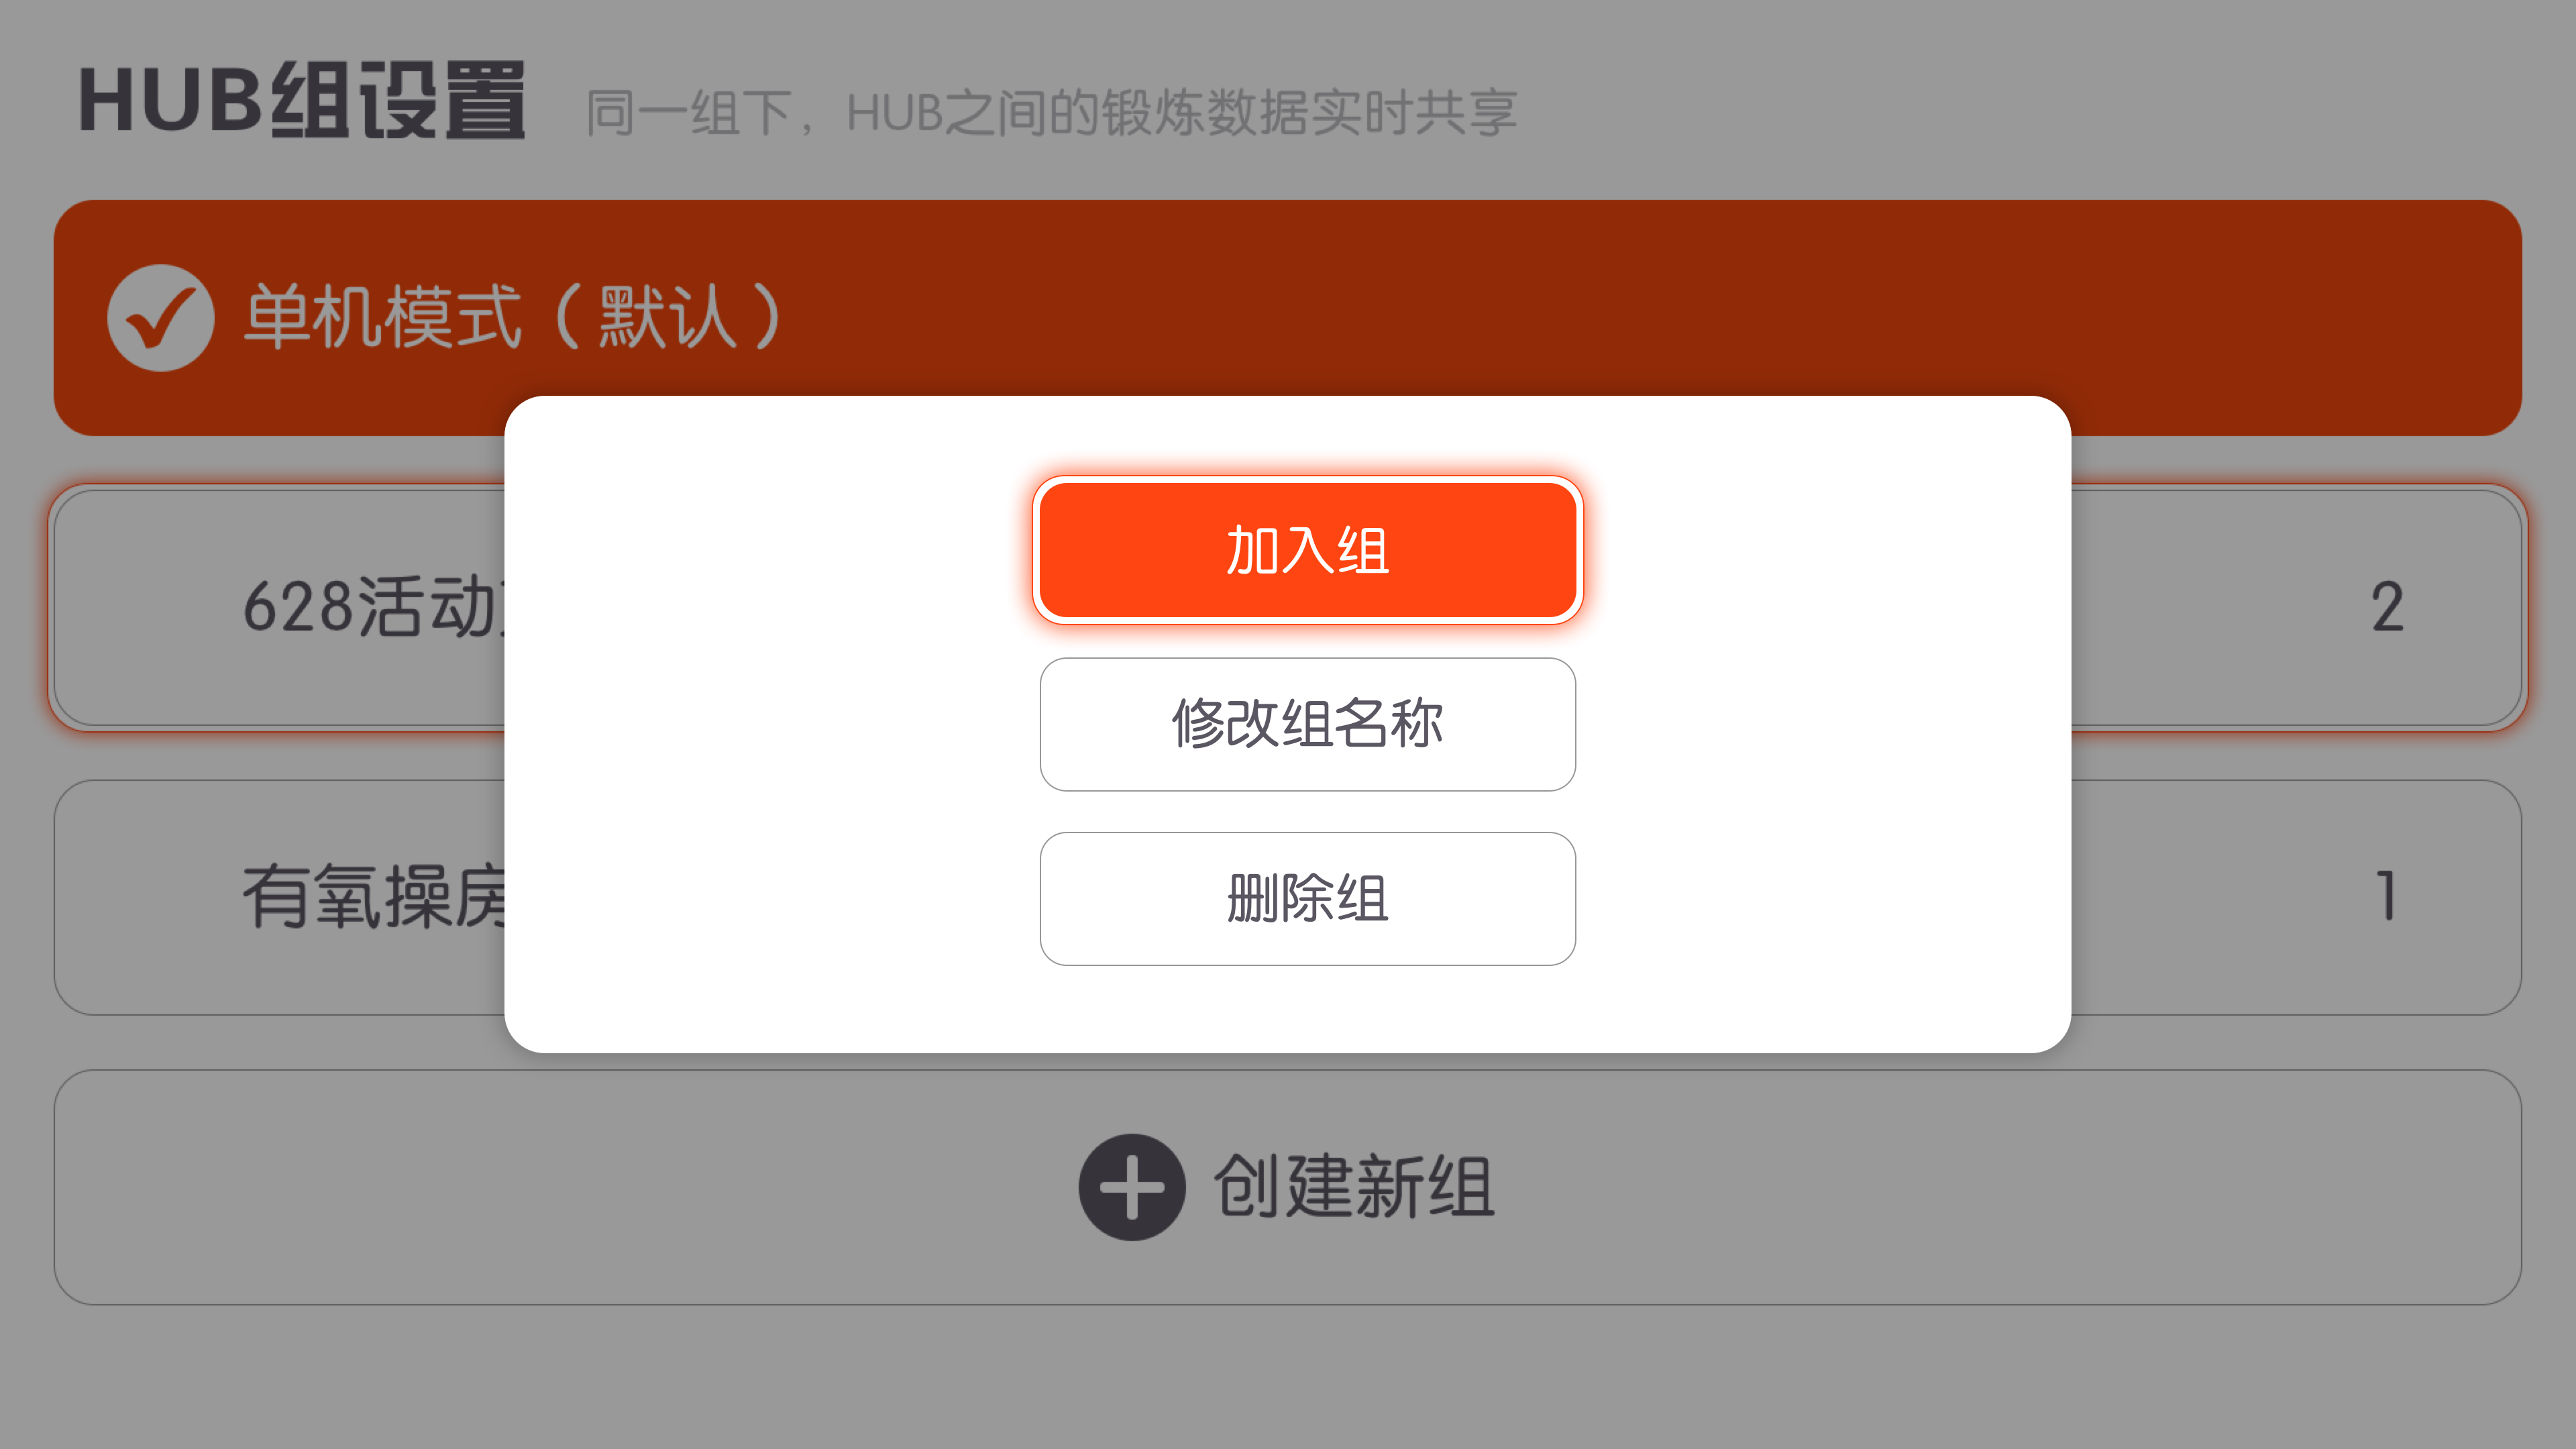 HUB组设置
同一组下，HUB之间的锻炼数据实时共享
单机模式（默认）
加入组
628活动
2
修改组名称
有氧操房
1
删除组
创建新组